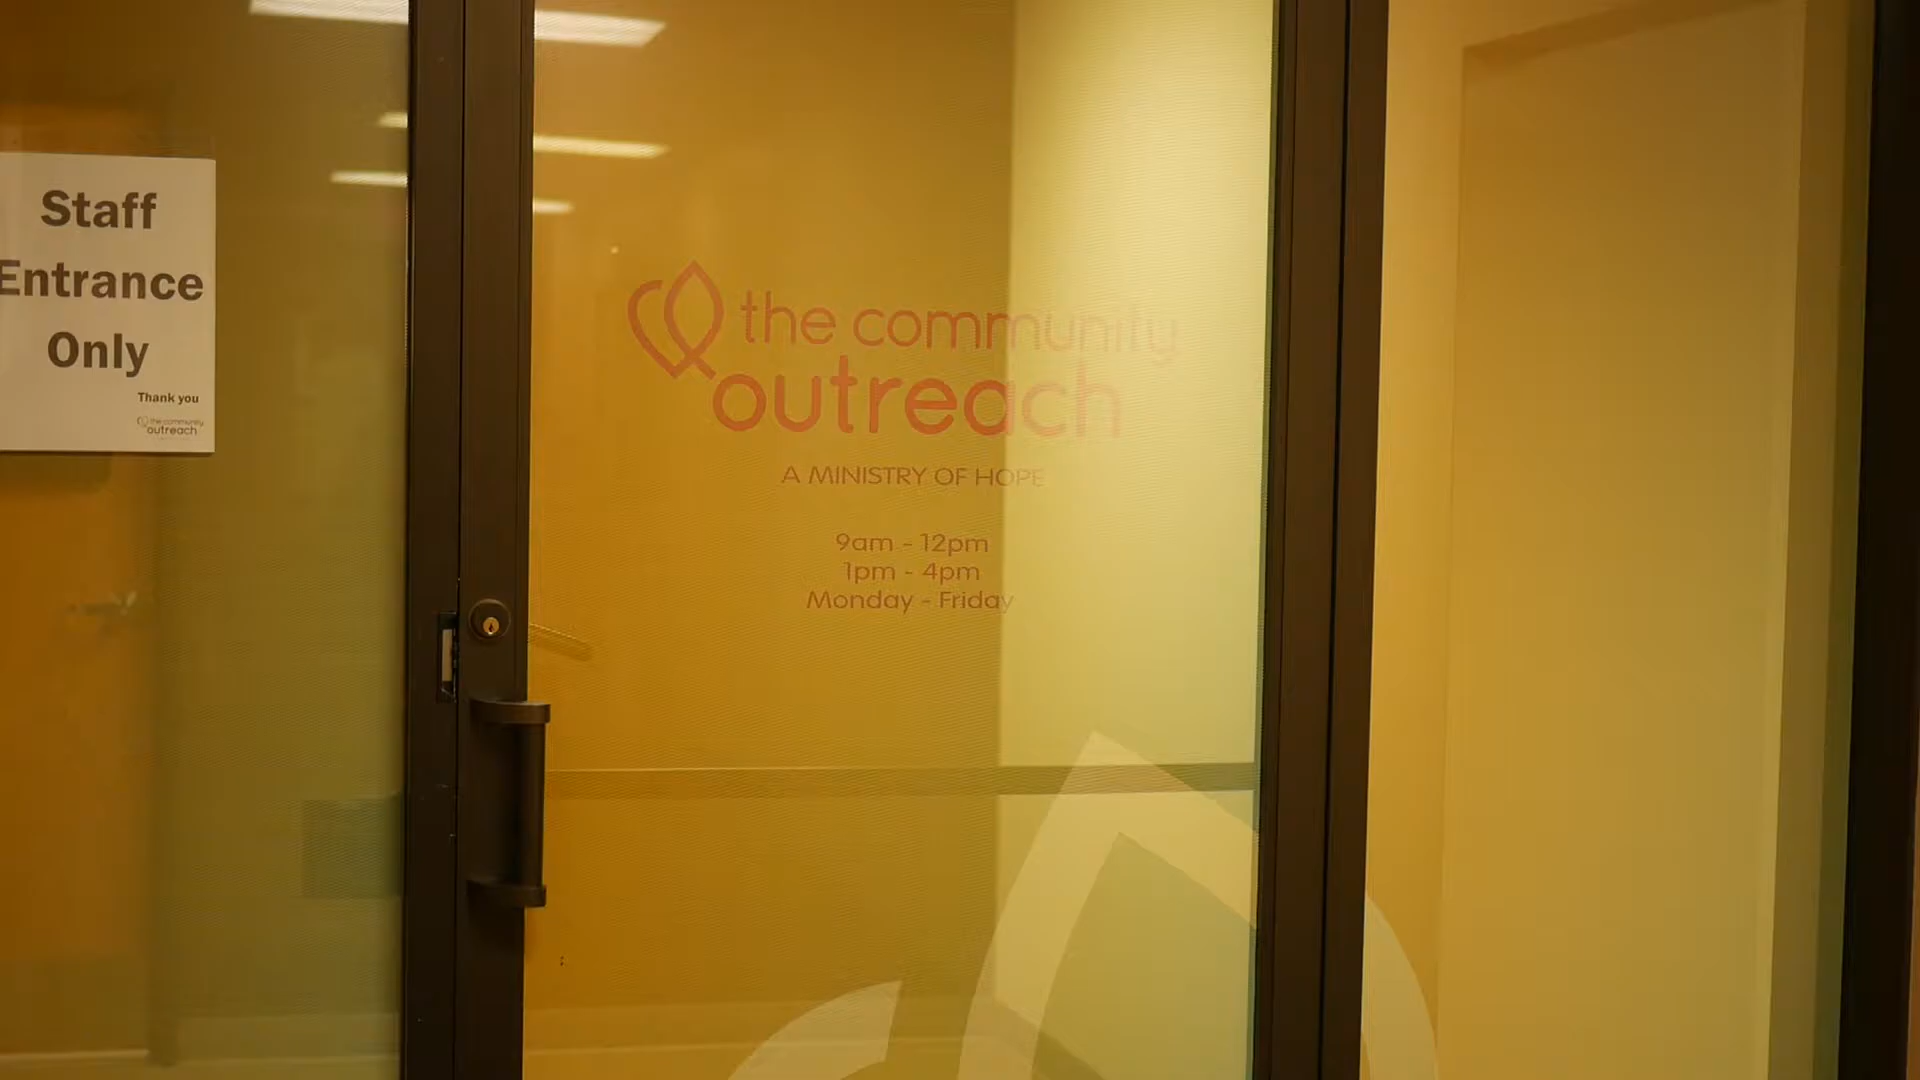 Staff
Entrance
Only
Thank you
the community
outreach
the community
outreach
A MINISTRY OF HOPE
9am - 12pm
1pm - 4pm
Monday - Friday